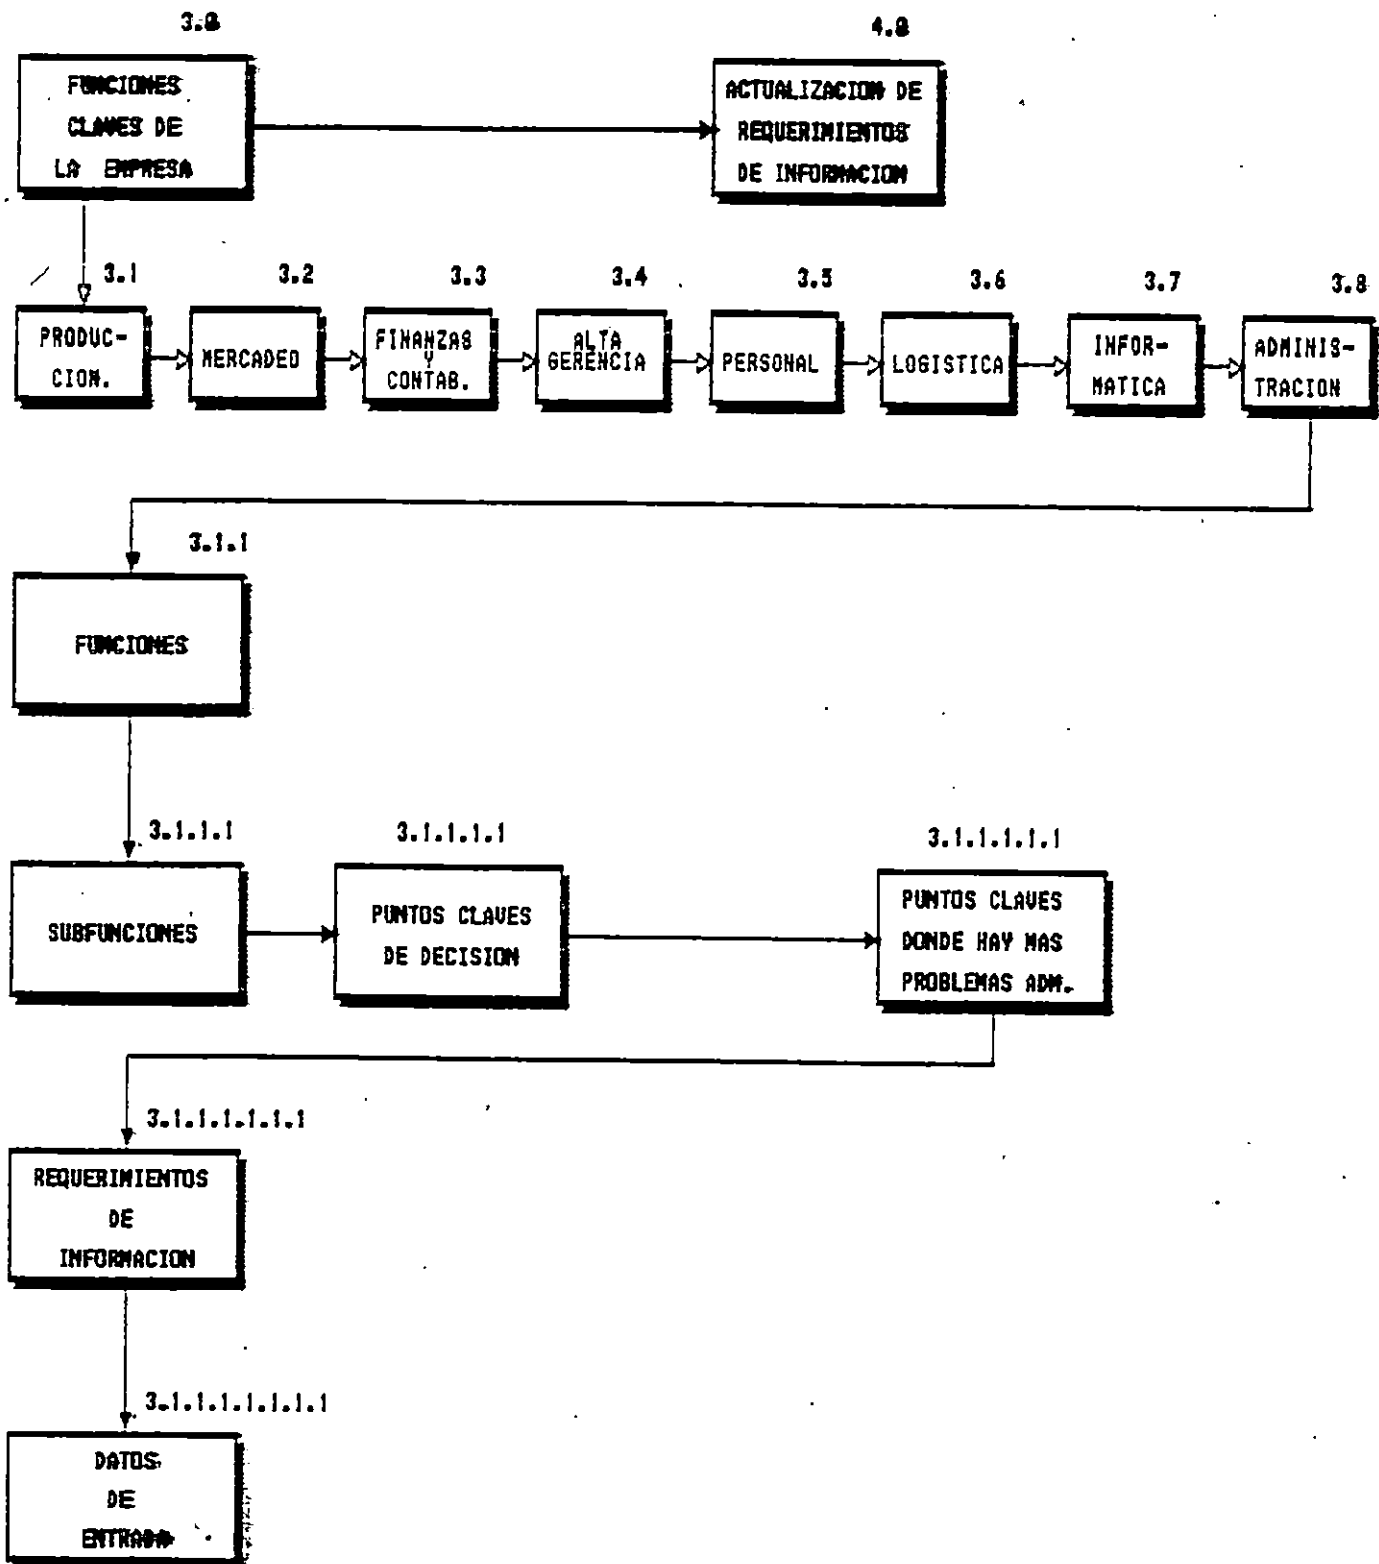 3.0
4.0
FUNCIONES
CLAVES DE
LA EMPRESA
ACTUALIZACION DE
REQUERIMIENTOS
DE INFORMACION
3.1
3.2
3.3
3.4
3.5
3.6
3.7
3.8
PRODUC-
CION.
MERCADEO
FINANZAS
Y
CONTAB.
ALTA
GERENCIA
PERSONAL
LOGISTICA
INFOR-
MATICA
ADMINIS-
TRACION
3.1.1
FUNCIONES
3.1.1.1
3.1.1.1.1
3.1.1.1.1.1
SUBFUNCIONES
PUNTOS CLAVES
DE DECISION
PUNTOS CLAVES
DONDE HAY MAS
PROBLEMAS ADM.
3.1.1.1.1.1.1
REQUERIMIENTOS
DE
INFORMACION
3.1.1.1.1.1.1.1
DATOS
DE
ENTRADA